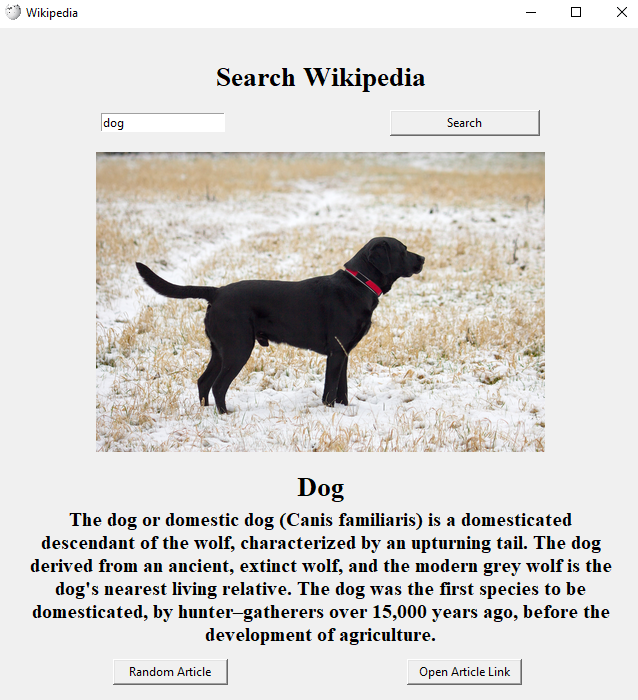 Wikipedia
Search Wikipedia
dog
Search
Dog
The dog or domestic dog (Canis familiaris) is a domesticated
descendant of the wolf, characterized by an upturning tail. The dog
derived from an ancient, extinct wolf, and the modern grey wolf is the
dog's nearest living relative. The dog was the first species to be
domesticated, by hunter–gatherers over 15,000 years ago, before the
development of agriculture.
Random Article
Open Article Link